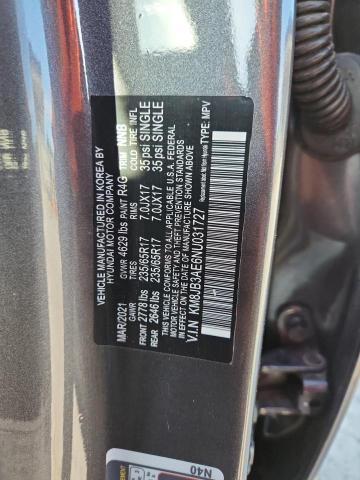 VEHICLE MANUFACTURED IN KOREA BY
HYUNDAI MOTOR COMPANY
GVWR 4629 lbs PAINT R4G TRIM NNB
MAR/2021 GAWR TIRES RIMS COLD TIRE INFL
FRONT 2778 lbs 235/65R17 7.0JX17 35 psi SINGLE
REAR 2646 lbs 235/65R17 7.0JX17 35 psi SINGLE
THIS VEHICLE CONFORMS TO ALL APPLICABLE U.S.A. FEDERAL
MOTOR VEHICLE SAFETY AND THEFT PREVENTION STANDARDS
IN EFFECT ON THE DATE OF MANUFACTURE SHOWN ABOVE.
V.I.N KM8JB3AE6NU031727 TYPE: MPV
N40